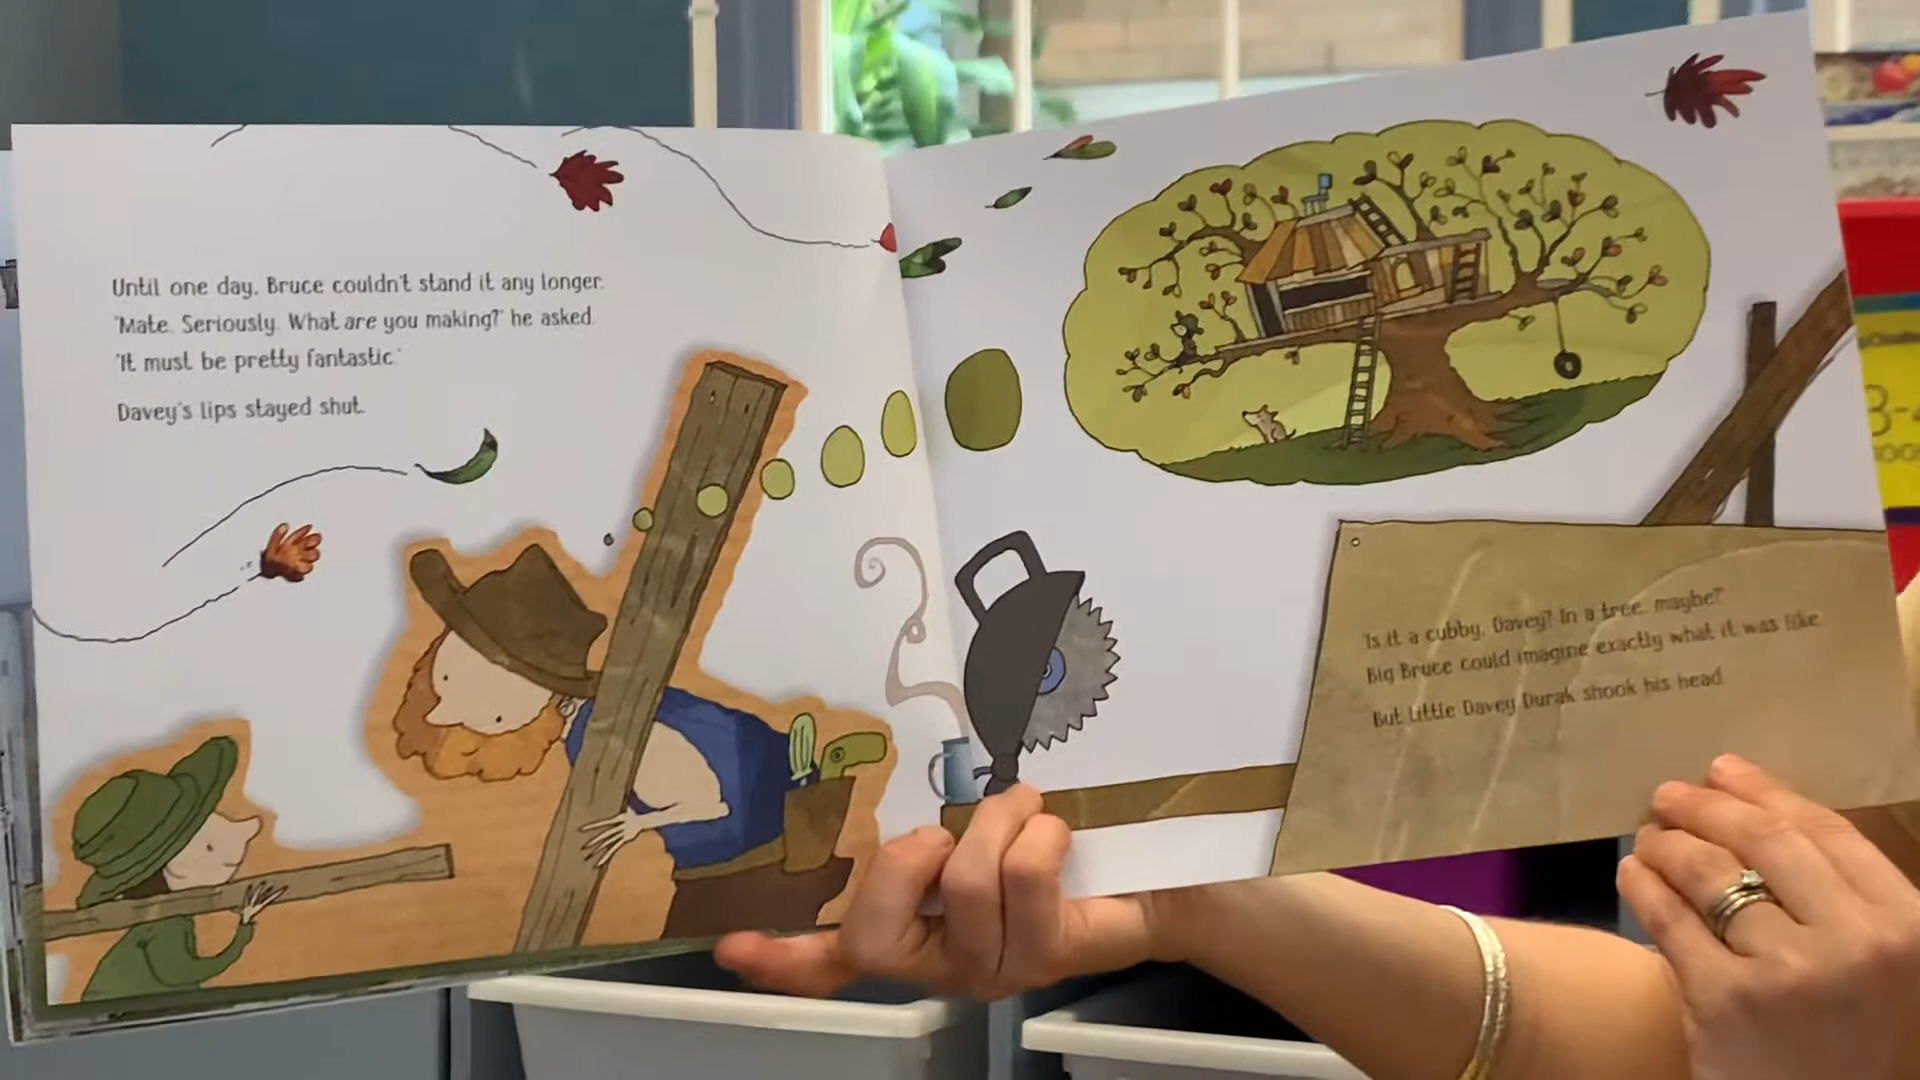 Until one day, Bruce couldn't stand it any longer.
"Mate. Seriously. What are you making?" he asked.
"It must be pretty fantastic."
Davey's lips stayed shut.
"Is it a cubby, Davey? In a tree, maybe?"
Big Bruce could imagine exactly what it was like.
But Little Davey Durak shook his head.
3-